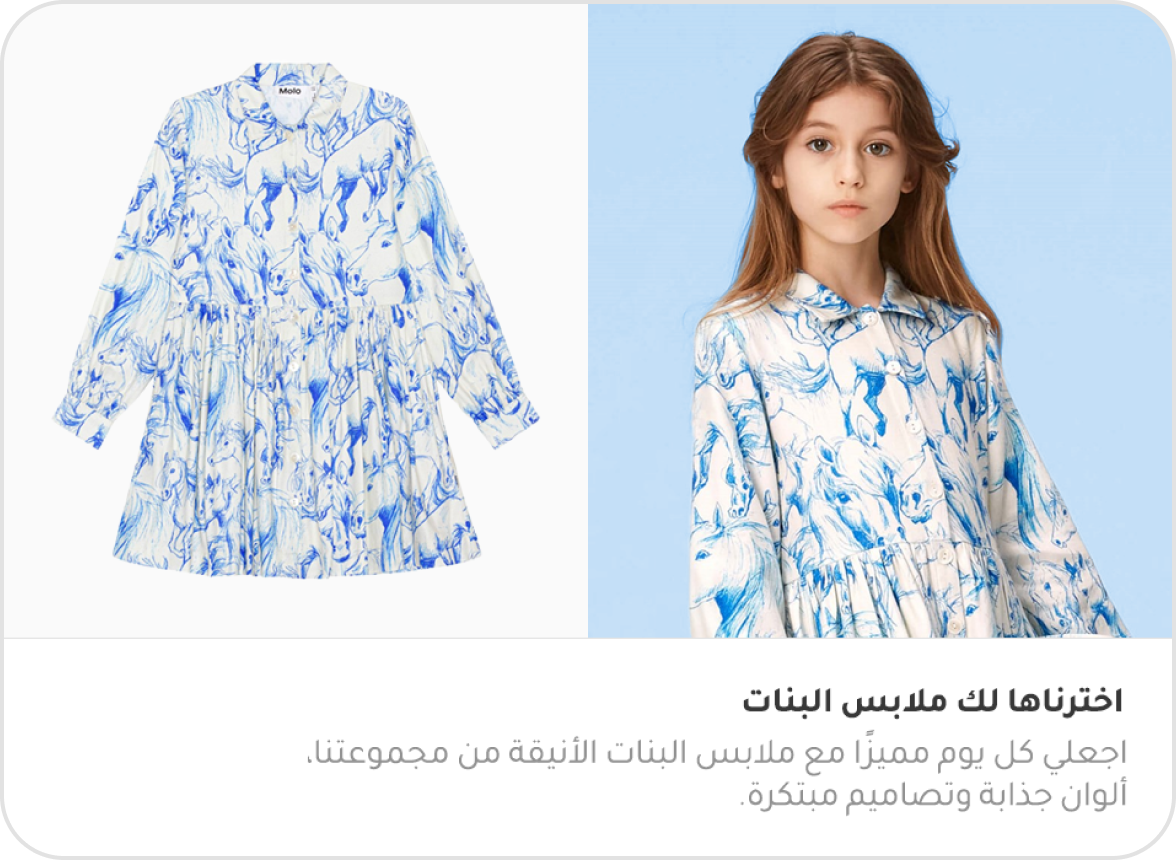 Molo
اخترناها لك ملابس البنات
اجعلي كل يوم مميزًا مع ملابس البنات الأنيقة من مجموعتنا،
ألوان جذابة وتصاميم مبتكرة.